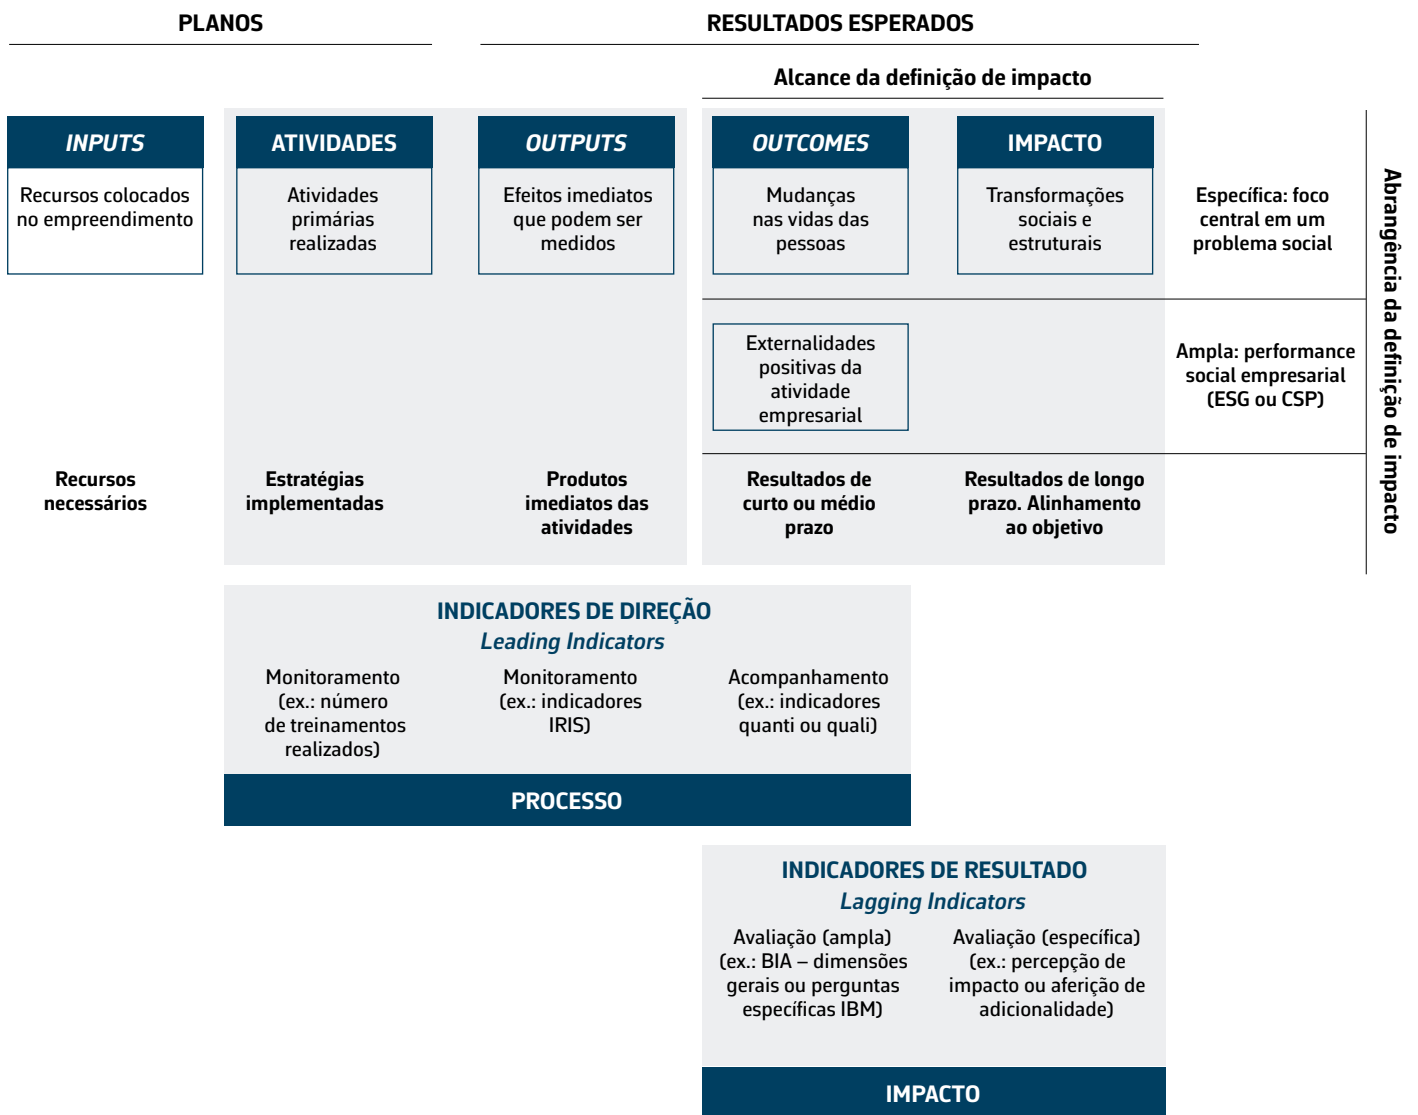 PLANOS
RESULTADOS ESPERADOS
Alcance da definição de impacto
INPUTS
Recursos colocados
no empreendimento
ATIVIDADES
Atividades
primárias
realizadas
OUTPUTS
Efeitos imediatos
que podem ser
medidos
OUTCOMES
Mudanças
nas vidas das
pessoas
IMPACTO
Transformações
sociais e
estruturais
Específica: foco
central em um
problema social
Abrangência da definição de impacto
Externalidades
positivas da
atividade
empresarial
Ampla: performance
social empresarial
(ESG ou CSP)
Recursos
necessários
Estratégias
implementadas
Produtos
imediatos das
atividades
Resultados de
curto ou médio
prazo
Resultados de longo
prazo. Alinhamento
ao objetivo
INDICADORES DE DIREÇÃO
Leading Indicators
Monitoramento
(ex.: número
de treinamentos
realizados)
Monitoramento
(ex.: indicadores
IRIS)
Acompanhamento
(ex.: indicadores
quanti ou quali)
PROCESSO
INDICADORES DE RESULTADO
Lagging Indicators
Avaliação (ampla)
(ex.: BIA – dimensões
gerais ou perguntas
específicas IBM)
Avaliação (específica)
(ex.: percepção de
impacto ou aferição de
adicionalidade)
IMPACTO